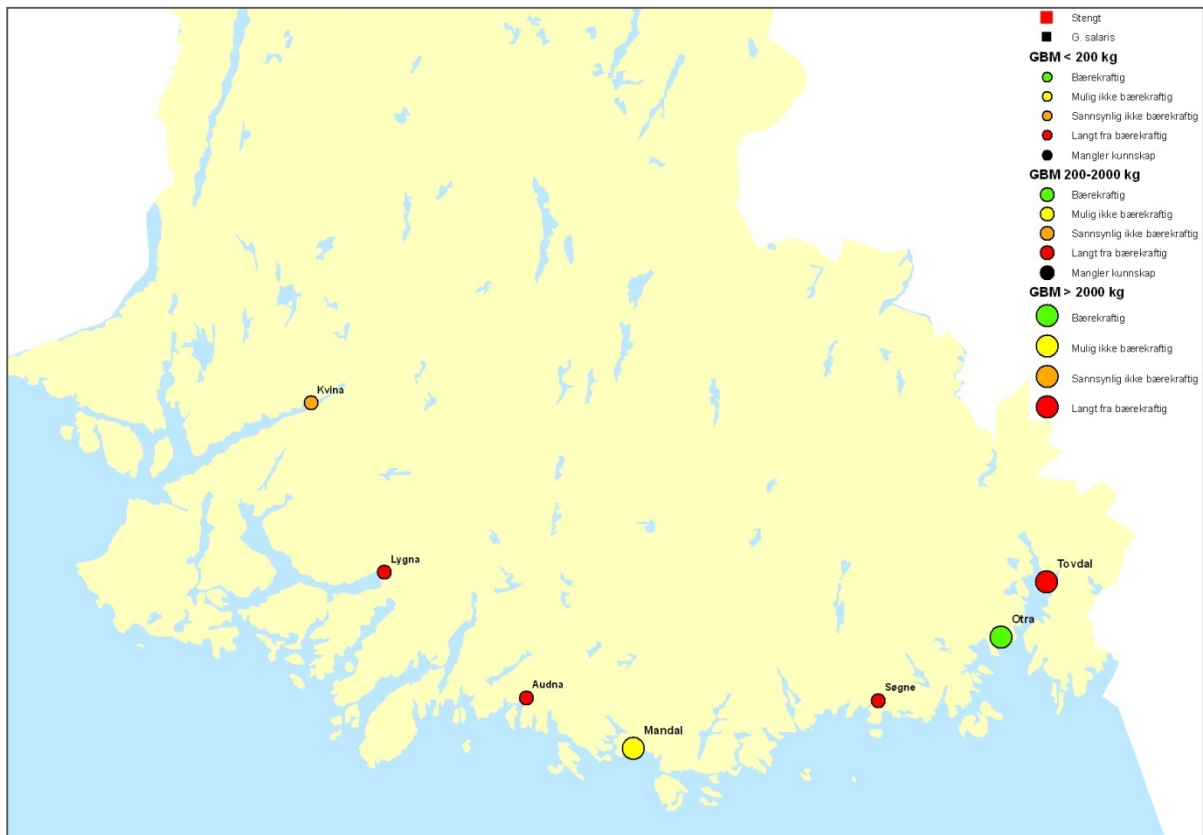 Stengt
G. salaris
GBM < 200 kg
Bærekraftig
Mulig ikke bærekraftig
Sannsynlig ikke bærekraftig
Langt fra bærekraftig
Mangler kunnskap
GBM 200-2000 kg
Bærekraftig
Mulig ikke bærekraftig
Sannsynlig ikke bærekraftig
Langt fra bærekraftig
Mangler kunnskap
GBM > 2000 kg
Bærekraftig
Mulig ikke bærekraftig
Sannsynlig ikke bærekraftig
Langt fra bærekraftig
Kvina
Lygna
Tovdal
Otra
Audna
Søgne
Mandal